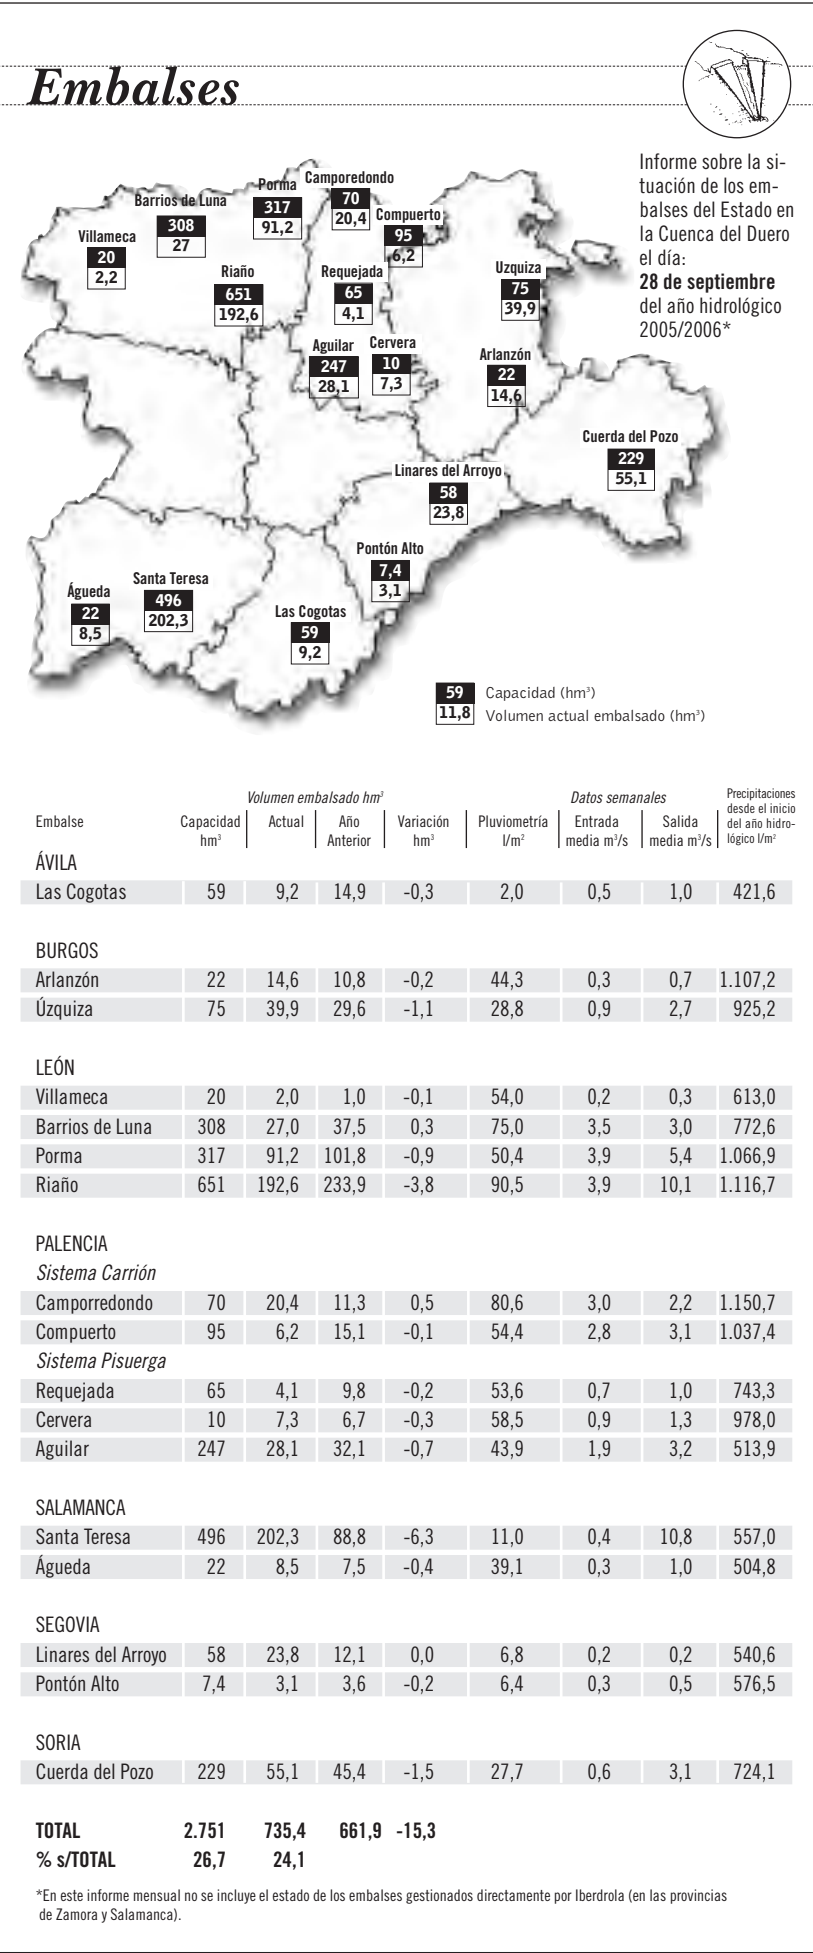 Embalses
Informe sobre la si-
tuación de los em-
balses del Estado en
la Cuenca del Duero
el día:
28 de septiembre
del año hidrológico
2005/2006*
Camporedondo
70
20,4
Porma
317
91,2
Barrios de Luna
308
27
Compuerto
95
6,2
Villameca
20
2,2
Riaño
651
192,6
Requejada
65
4,1
Uzquiza
75
39,9
Aguilar
247
28,1
Cervera
10
7,3
Arlanzón
22
14,6
Cuerda del Pozo
229
55,1
Linares del Arroyo
58
23,8
Pontón Alto
7,4
3,1
Santa Teresa
496
202,3
Águeda
22
8,5
Las Cogotas
59
9,2
59 Capacidad (hm³)
11,8 Volumen actual embalsado (hm³)
Volumen embalsado hm³ Datos semanales Precipitaciones
desde el inicio
Embalse Capacidad Actual Año Variación Pluviometría Entrada Salida del año hidro-
hm³ Anterior hm³ l/m² media m³/s media m³/s lógico l/m²
ÁVILA
Las Cogotas 59 9,2 14,9 -0,3 2,0 0,5 1,0 421,6
BURGOS
Arlanzón 22 14,6 10,8 -0,2 44,3 0,3 0,7 1.107,2
Úzquiza 75 39,9 29,6 -1,1 28,8 0,9 2,7 925,2
LEÓN
Villameca 20 2,0 1,0 -0,1 54,0 0,2 0,3 613,0
Barrios de Luna 308 27,0 37,5 0,3 75,0 3,5 3,0 772,6
Porma 317 91,2 101,8 -0,9 50,4 3,9 5,4 1.066,9
Riaño 651 192,6 233,9 -3,8 90,5 3,9 10,1 1.116,7
PALENCIA
Sistema Carrión
Camporredondo 70 20,4 11,3 0,5 80,6 3,0 2,2 1.150,7
Compuerto 95 6,2 15,1 -0,1 54,4 2,8 3,1 1.037,4
Sistema Pisuerga
Requejada 65 4,1 9,8 -0,2 53,6 0,7 1,0 743,3
Cervera 10 7,3 6,7 -0,3 58,5 0,9 1,3 978,0
Aguilar 247 28,1 32,1 -0,7 43,9 1,9 3,2 513,9
SALAMANCA
Santa Teresa 496 202,3 88,8 -6,3 11,0 0,4 10,8 557,0
Águeda 22 8,5 7,5 -0,4 39,1 0,3 1,0 504,8
SEGOVIA
Linares del Arroyo 58 23,8 12,1 0,0 6,8 0,2 0,2 540,6
Pontón Alto 7,4 3,1 3,6 -0,2 6,4 0,3 0,5 576,5
SORIA
Cuerda del Pozo 229 55,1 45,4 -1,5 27,7 0,6 3,1 724,1
TOTAL 2.751 735,4 661,9 -15,3
% s/TOTAL 26,7 24,1
*En este informe mensual no se incluye el estado de los embalses gestionados directamente por Iberdrola (en las provincias
de Zamora y Salamanca).